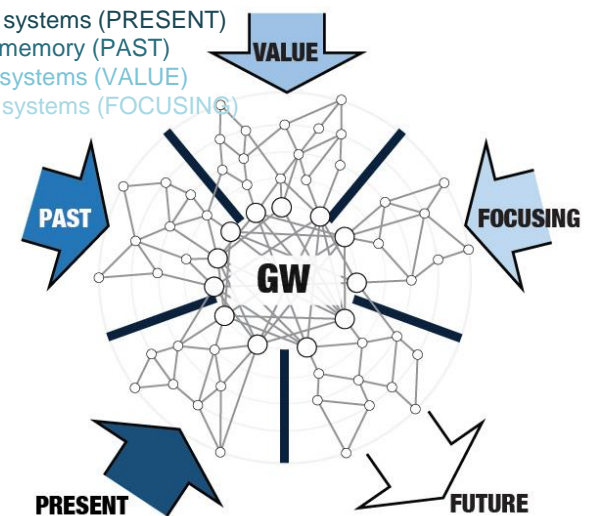 systems (PRESENT)
memory (PAST)
systems (VALUE)
systems (FOCUSING)
VALUE
PAST
FOCUSING
GW
PRESENT
FUTURE